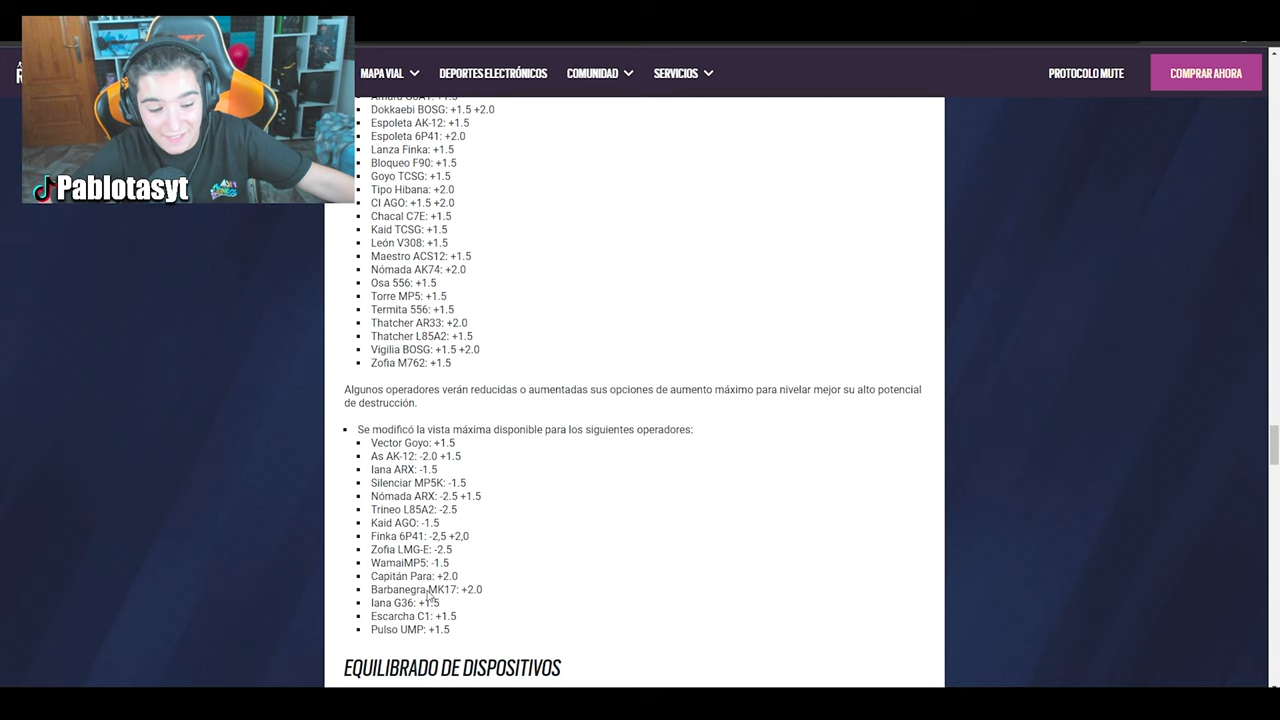 MAPA VIAL
DEPORTES ELECTRÓNICOS
COMUNIDAD
SERVICIOS
PROTOCOLO MUTE
COMPRAR AHORA
Pablotasyt
Dokkaebi BOSG: +1.5 +2.0
Espoleta AK-12: +1.5
Espoleta 6P41: +2.0
Lanza Finka: +1.5
Bloqueo F90: +1.5
Goyo TCSG: +1.5
Tipo Hibana: +2.0
CI AGO: +1.5 +2.0
Chacal C7E: +1.5
Kaid TCSG: +1.5
León V308: +1.5
Maestro ACS12: +1.5
Nómada AK74: +2.0
Osa 556: +1.5
Torre MP5: +1.5
Termita 556: +1.5
Thatcher AR33: +2.0
Thatcher L85A2: +1.5
Vigilia BOSG: +1.5 +2.0
Zofia M762: +1.5
Algunos operadores verán reducidas o aumentadas sus opciones de aumento máximo para nivelar mejor su alto potencial
de destrucción.
Se modificó la vista máxima disponible para los siguientes operadores:
Vector Goyo: +1.5
As AK-12: -2.0 +1.5
Iana ARX: -1.5
Silenciar MP5K: -1.5
Nómada ARX: -2.5 +1.5
Trineo L85A2: -2.5
Kaid AGO: -1.5
Finka 6P41: -2,5 +2,0
Zofia LMG-E: -2.5
WamaiMP5: -1.5
Capitán Para: +2.0
Barbanegra MK17: +2.0
Iana G36: +1.5
Escarcha C1: +1.5
Pulso UMP: +1.5
EQUILIBRADO DE DISPOSITIVOS